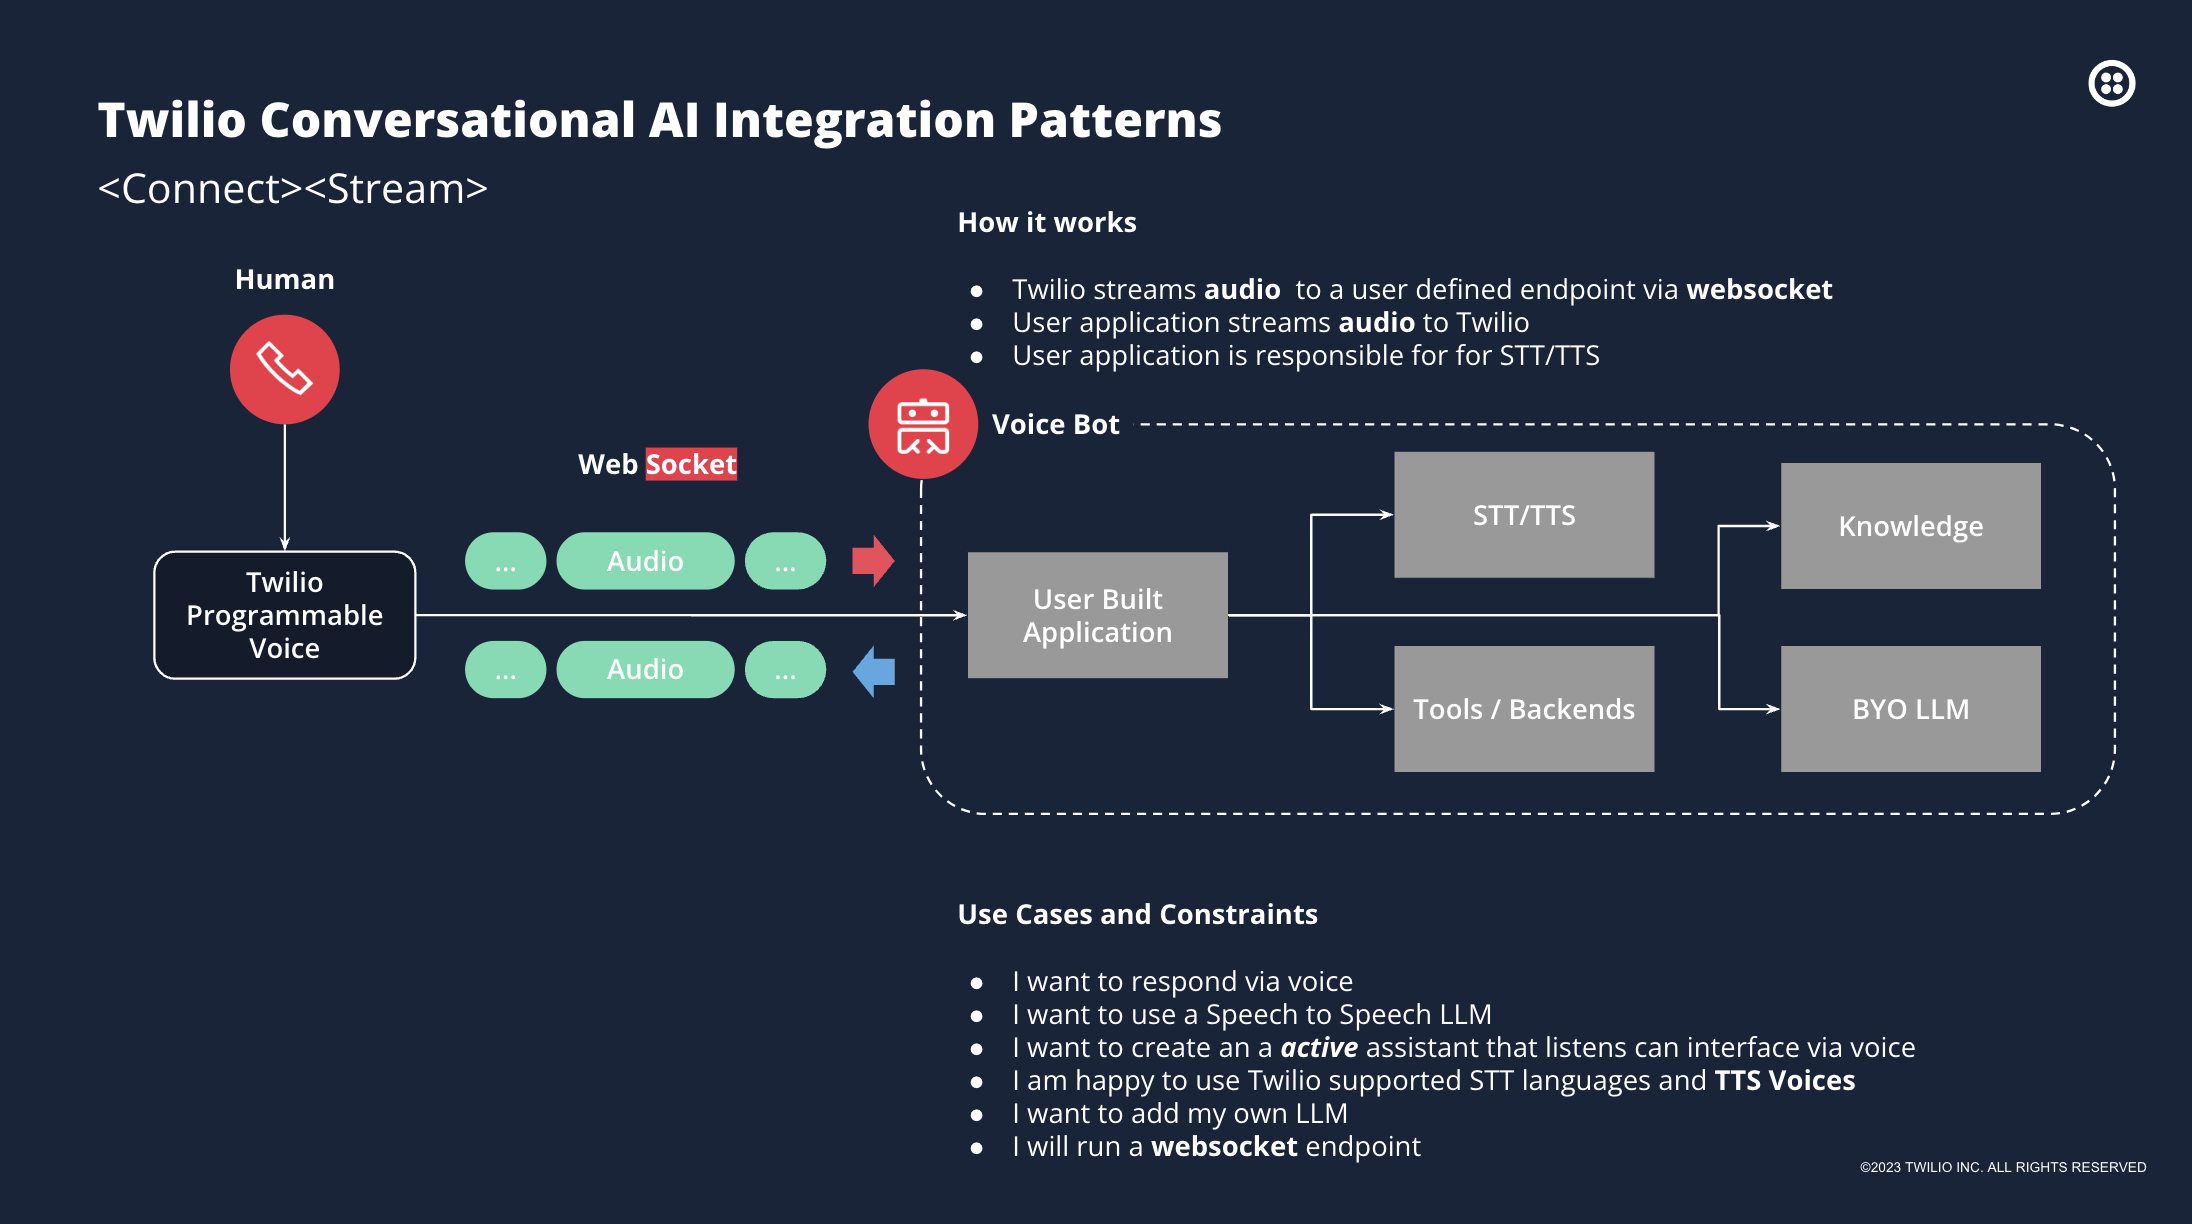 Twilio Conversational AI Integration Patterns
<Connect><Stream>
How it works
● Twilio streams audio  to a user defined endpoint via websocket
● User application streams audio to Twilio
● User application is responsible for for STT/TTS
Human
Voice Bot
Web Socket
... Audio ...
... Audio ...
Twilio
Programmable
Voice
User Built
Application
STT/TTS
Knowledge
Tools / Backends
BYO LLM
Use Cases and Constraints
● I want to respond via voice
● I want to use a Speech to Speech LLM
● I want to create an a active assistant that listens can interface via voice
● I am happy to use Twilio supported STT languages and TTS Voices
● I want to add my own LLM
● I will run a websocket endpoint
©2023 TWILIO INC. ALL RIGHTS RESERVED